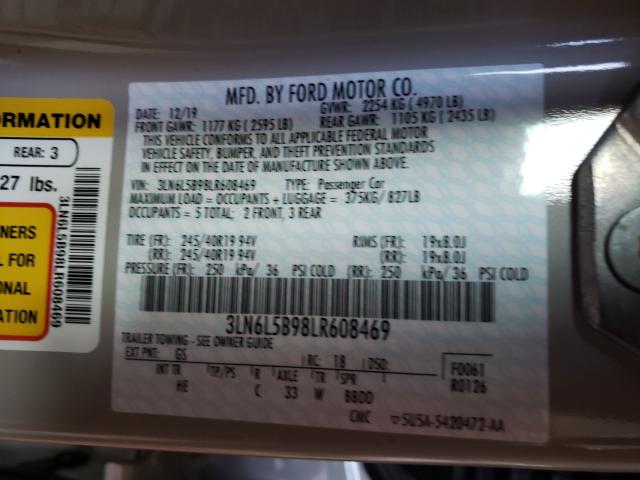 ORMATION
REAR: 3
27 lbs.
NERS
L FOR
ONAL
ATION
3LN6L5B98LR608469
MFD. BY FORD MOTOR CO.
DATE: 12/19 GVWR: 2254 KG ( 4970 LB)
FRONT GAWR: 1177 KG ( 2595 LB) REAR GAWR: 1105 KG ( 2435 LB)
THIS VEHICLE CONFORMS TO ALL APPLICABLE FEDERAL MOTOR
VEHICLE SAFETY, BUMPER, AND THEFT PREVENTION STANDARDS
IN EFFECT ON THE DATE OF MANUFACTURE SHOWN ABOVE.
VIN: 3LN6L5B98LR608469 TYPE: Passenger Car
MAXIMUM LOAD = OCCUPANTS + LUGGAGE = 375KG / 827LB
OCCUPANTS = 5 TOTAL: 2 FRONT, 3 REAR
TIRE (FR): 245/40R19 94V RIMS (FR): 19x8.0J
(RR): 245/40R19 94V (RR): 19x8.0J
PRESSURE (FR): 250 kPa/ 36 PSI COLD (RR): 250 kPa/36 PSI COLD
3LN6L5B98LR608469
TRAILER TOWING - SEE OWNER GUIDE
EXT PNT: GS RC: 18 DSO: F0061
INT TR TP/PS R AXLE TR SPR R0126
HE C 33 W BBDD
CMC ▽ SU5A-5420472-AA